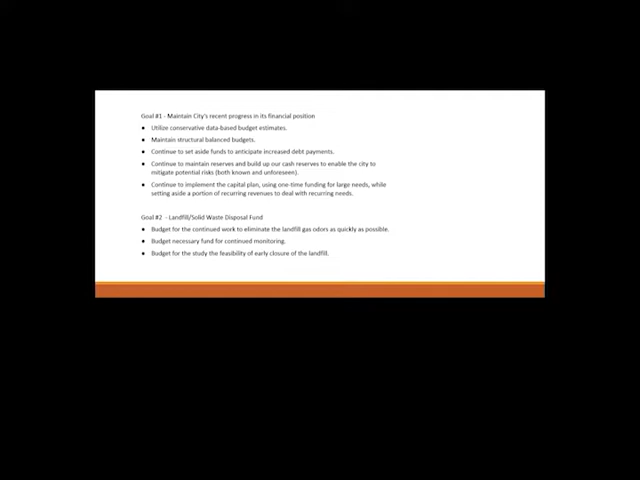 Goal #1 - Maintain City's recent progress in its financial position
● Utilize conservative data-based budget estimates.
● Maintain structural balanced budgets.
● Continue to set aside funds to anticipate increased debt payments.
● Continue to maintain reserves and build up our cash reserves to enable the city to
mitigate potential risks (both known and unforeseen).
● Continue to implement the capital plan, using one-time funding for large needs, while
setting aside a portion of recurring revenues to deal with recurring needs.
Goal #2 - Landfill/Solid Waste Disposal Fund
● Budget for the continued work to eliminate the landfill gas odors as quickly as possible.
● Budget necessary fund for continued monitoring.
● Budget for the study the feasibility of early closure of the landfill.